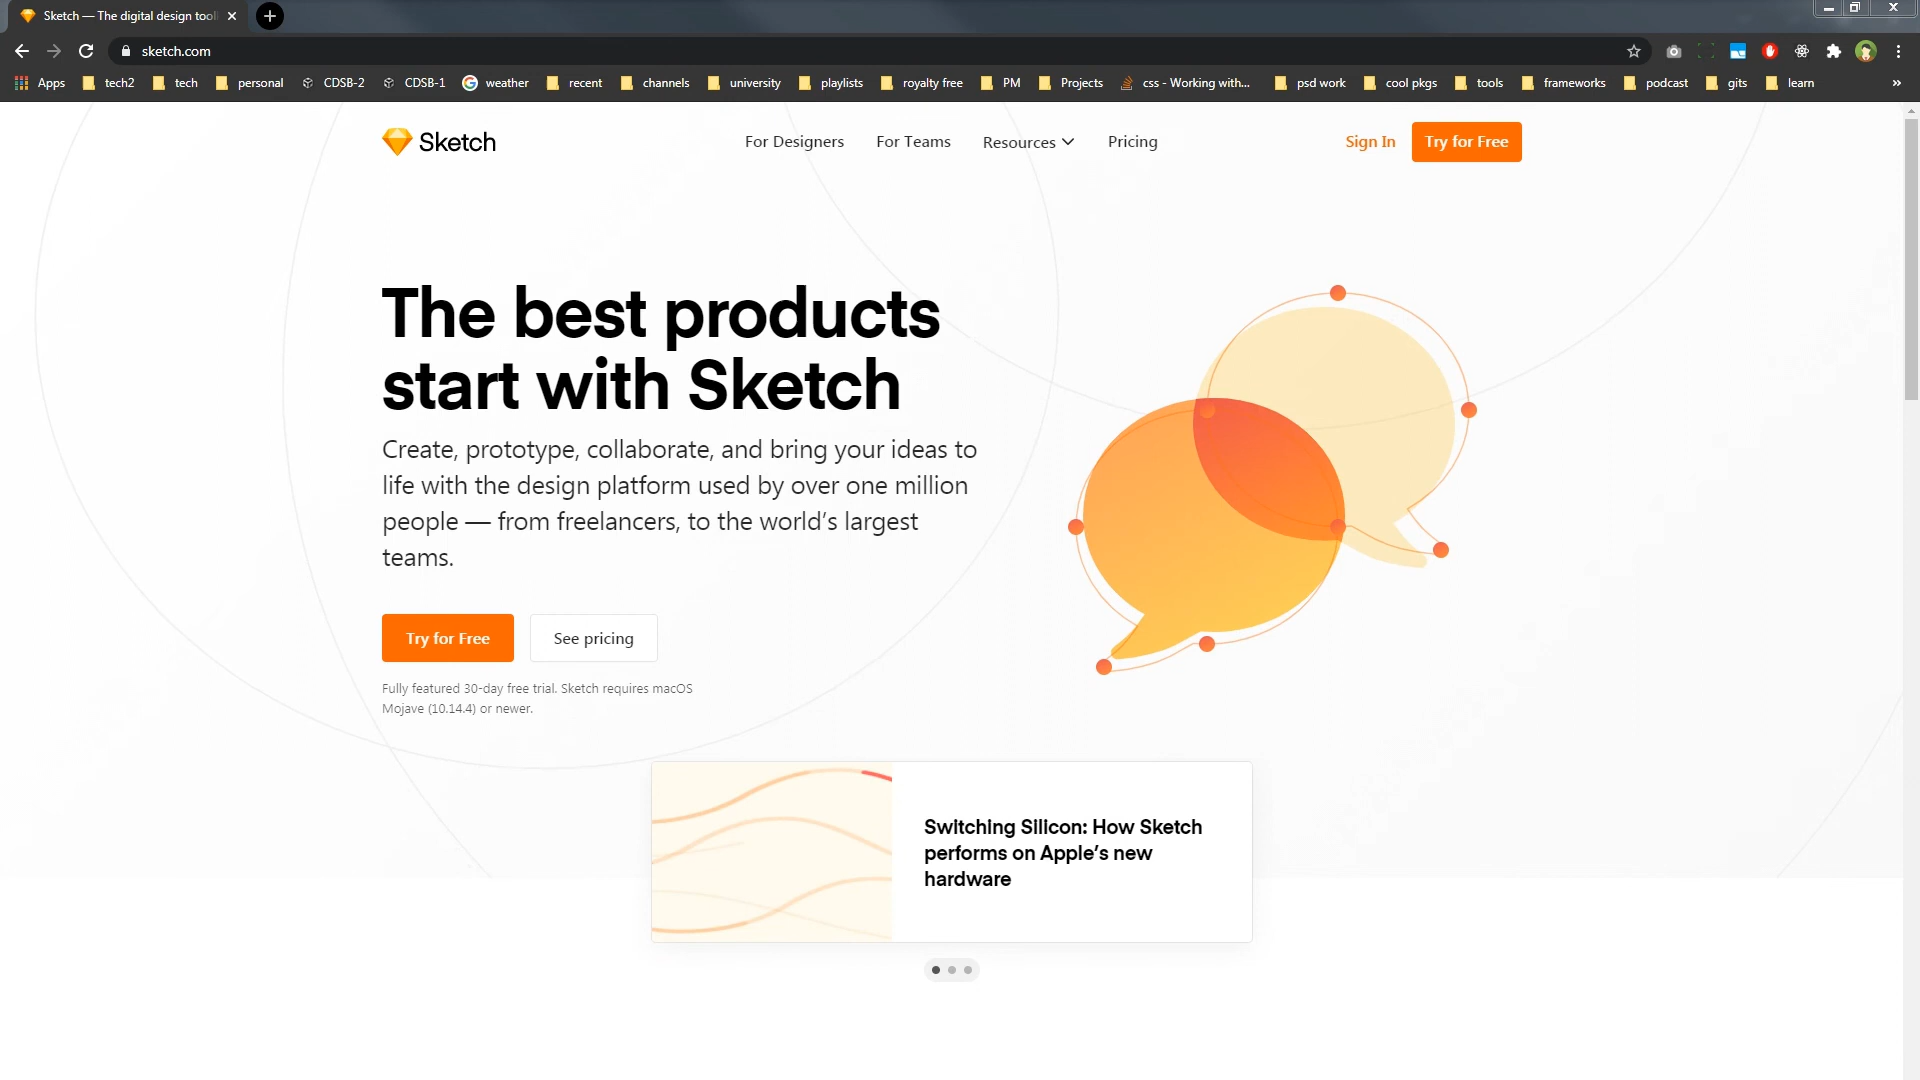 Sketch — The digital design tool
sketch.com
Apps tech2 tech personal CDSB-2 CDSB-1 weather recent channels university playlists royalty free PM Projects css - Working with... psd work cool pkgs tools frameworks podcast gits learn »
Sketch For Designers For Teams Resources Pricing Sign In Try for Free
The best products
start with Sketch
Create, prototype, collaborate, and bring your ideas to
life with the design platform used by over one million
people — from freelancers, to the world’s largest
teams.
Try for Free See pricing
Fully featured 30-day free trial. Sketch requires macOS
Mojave (10.14.4) or newer.
Switching Silicon: How Sketch
performs on Apple’s new
hardware